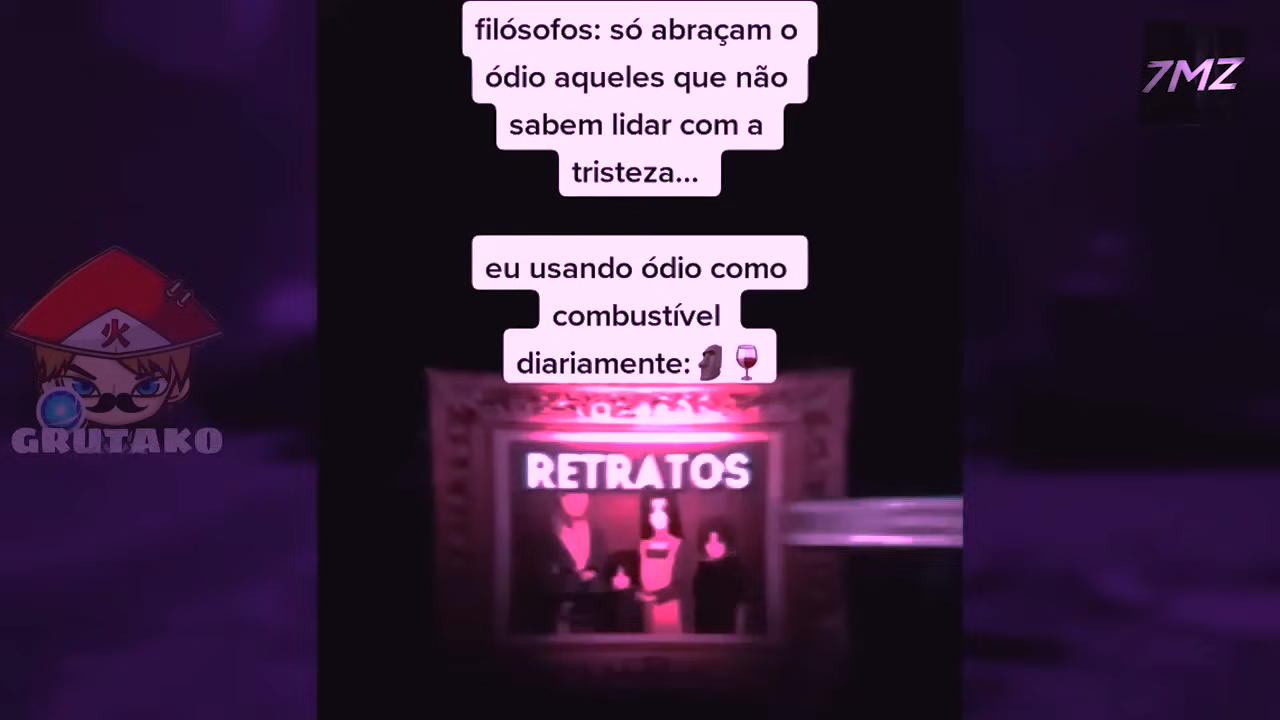 filósofos: só abraçam o
ódio aqueles que não
sabem lidar com a
tristeza...
eu usando ódio como
combustível
diariamente:🗿🍷
RETRATOS
7MZ
火
GRUTAKO